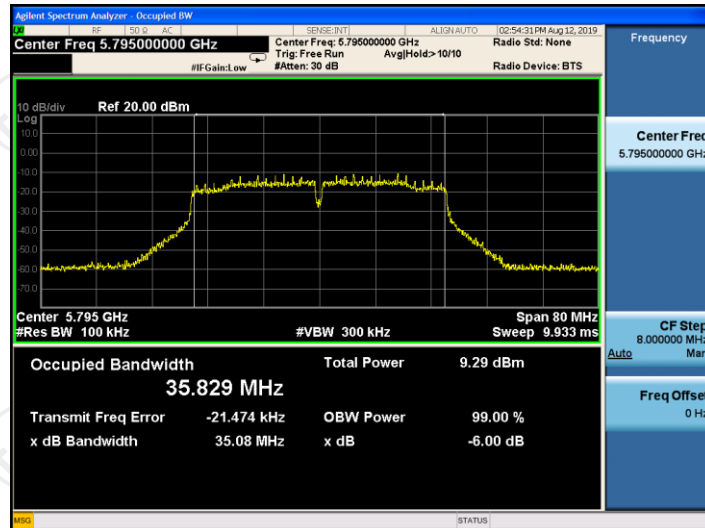 Agilent Spectrum Analyzer - Occupied BW
LXI RF 50 Ω AC SENSE:INT ALIGN AUTO 02:54:31 PM Aug 12, 2019
Center Freq 5.795000000 GHz Center Freq: 5.795000000 GHz Radio Std: None Frequency
Trig: Free Run Avg|Hold:>10/10
#IFGain:Low #Atten: 30 dB Radio Device: BTS
10 dB/div Ref 20.00 dBm
Log
10.0
0.00
-10.0
-20.0
-30.0
-40.0
-50.0
-60.0
-70.0
Center Freq
5.795000000 GHz
Center 5.795 GHz Span 80 MHz
#Res BW 100 kHz #VBW 300 kHz Sweep 9.933 ms
CF Step
8.000000 MHz
Auto Man
Occupied Bandwidth Total Power 9.29 dBm
35.829 MHz
Transmit Freq Error -21.474 kHz OBW Power 99.00 %
x dB Bandwidth 35.08 MHz x dB -6.00 dB
Freq Offset
0 Hz
MSG STATUS